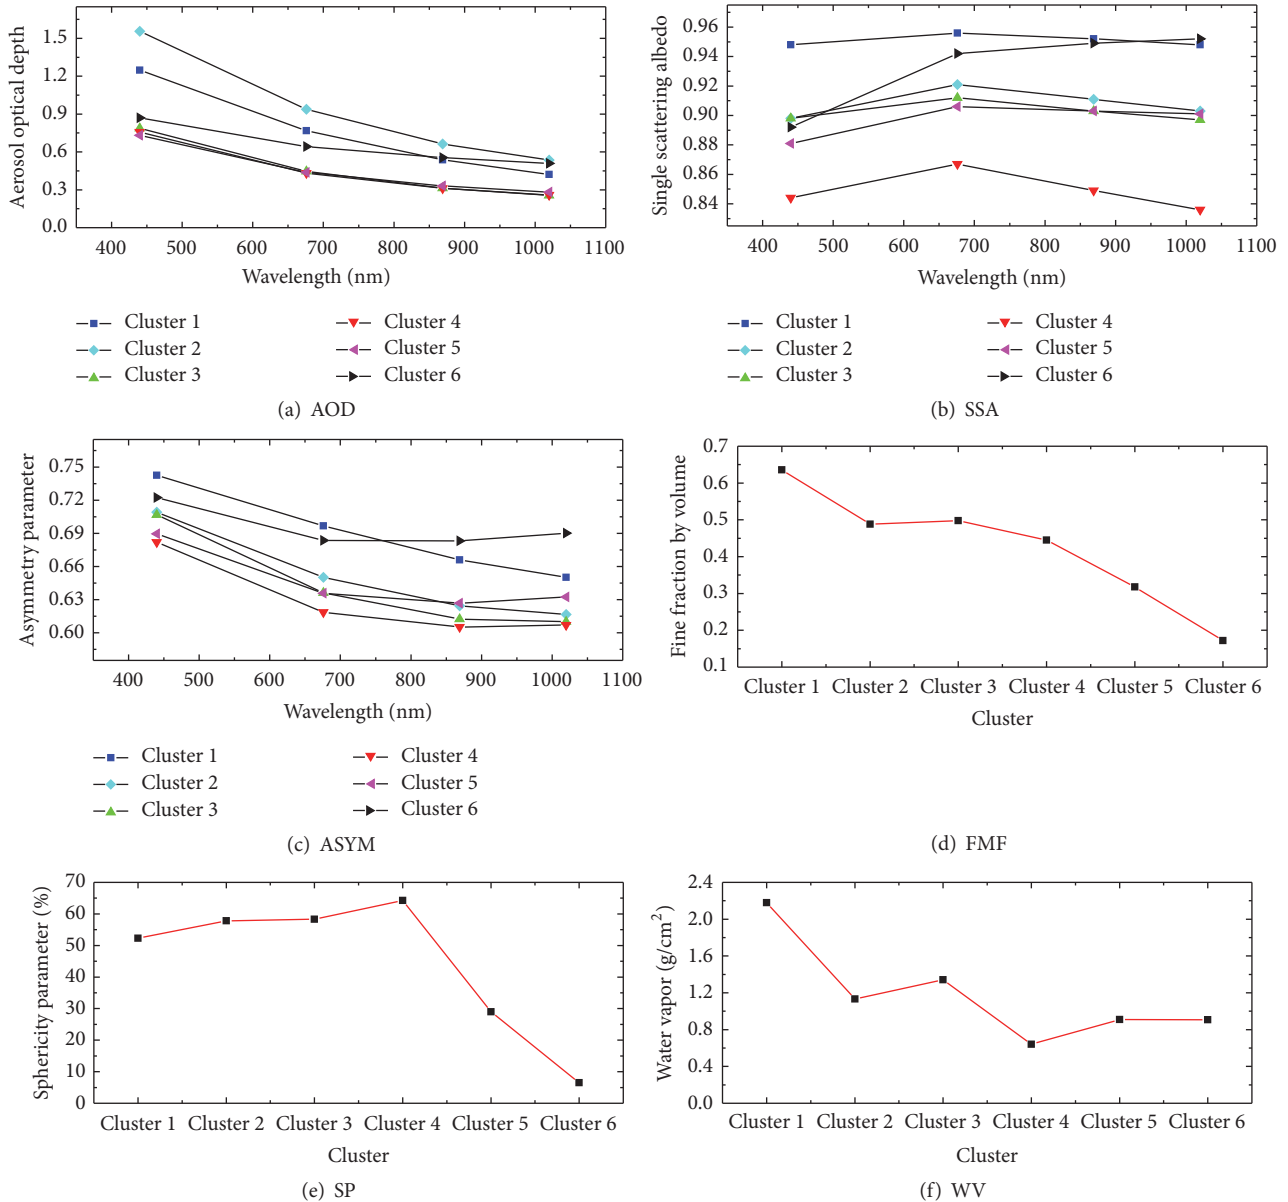 Aerosol optical depth
1.5
1.2
0.9
0.6
0.3
0.0
400 500 600 700 800 900 1000 1100
Wavelength (nm)
Cluster 1
Cluster 2
Cluster 3
Cluster 4
Cluster 5
Cluster 6
(a) AOD
Single scattering albedo
0.96
0.92
0.90
0.88
0.86
0.84
400 500 600 700 800 900 1000 1100
Wavelength (nm)
Cluster 1
Cluster 2
Cluster 3
Cluster 4
Cluster 5
Cluster 6
(b) SSA
Asymmetry parameter
0.75
0.72
0.69
0.66
0.63
0.60
400 500 600 700 800 900 1000 1100
Wavelength (nm)
Cluster 1
Cluster 2
Cluster 3
Cluster 4
Cluster 5
Cluster 6
(c) ASYM
Fine fraction by volume
0.7
0.6
0.5
0.4
0.3
0.2
0.1
Cluster 1 Cluster 2 Cluster 3 Cluster 4 Cluster 5 Cluster 6
Cluster
(d) FMF
Sphericity parameter (%)
70
60
50
40
30
20
10
0
Cluster 1 Cluster 2 Cluster 3 Cluster 4 Cluster 5 Cluster 6
Cluster
(e) SP
Water vapor (g/cm²)
2.4
2.0
1.6
1.2
0.8
0.4
0.0
Cluster 1 Cluster 2 Cluster 3 Cluster 4 Cluster 5 Cluster 6
Cluster
(f) WV